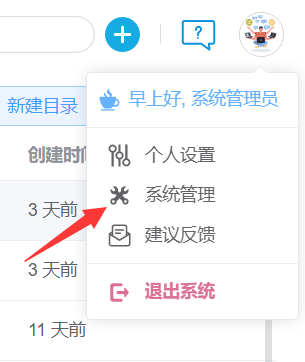 新建目录
早上好, 系统管理员
创建时间
个人设置
系统管理
3 天前
建议反馈
3 天前
退出系统
11 天前